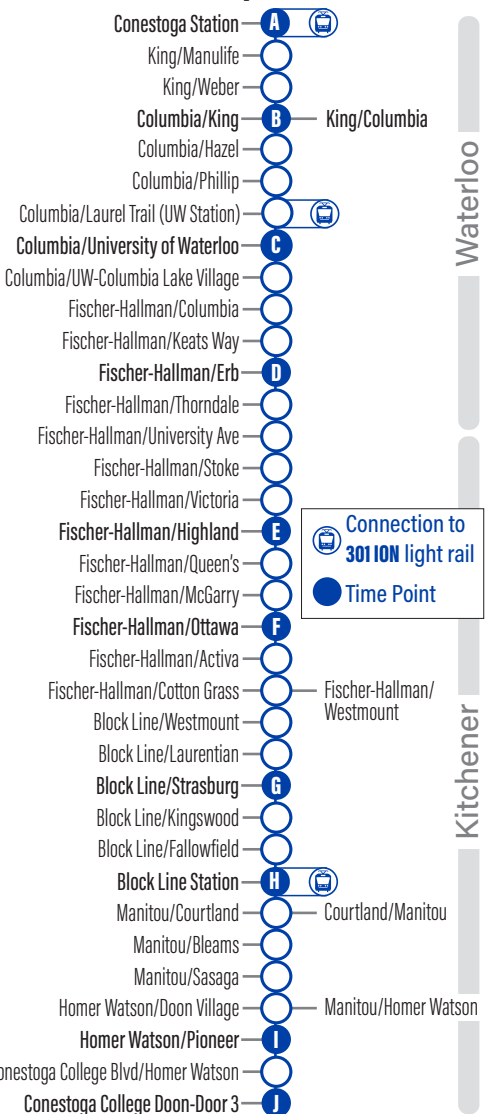 Conestoga Station A
King/Manulife
King/Weber
Columbia/King B King/Columbia
Columbia/Hazel
Columbia/Phillip
Columbia/Laurel Trail (UW Station)
Columbia/University of Waterloo C
Columbia/UW-Columbia Lake Village
Fischer-Hallman/Columbia
Fischer-Hallman/Keats Way
Fischer-Hallman/Erb D
Fischer-Hallman/Thorndale
Fischer-Hallman/University Ave
Waterloo
Fischer-Hallman/Stoke
Fischer-Hallman/Victoria
Fischer-Hallman/Highland E
Fischer-Hallman/Queen's
Fischer-Hallman/McGarry
Fischer-Hallman/Ottawa F
Fischer-Hallman/Activa
Fischer-Hallman/Cotton Grass Fischer-Hallman/
Westmount
Block Line/Westmount
Block Line/Laurentian
Block Line/Strasburg G
Block Line/Kingswood
Block Line/Fallowfield
Block Line Station H
Manitou/Courtland Courtland/Manitou
Manitou/Bleams
Manitou/Sasaga
Homer Watson/Doon Village Manitou/Homer Watson
Homer Watson/Pioneer I
onestoga College Blvd/Homer Watson
Conestoga College Doon-Door 3 J
Kitchener
Connection to
301 ION light rail
Time Point